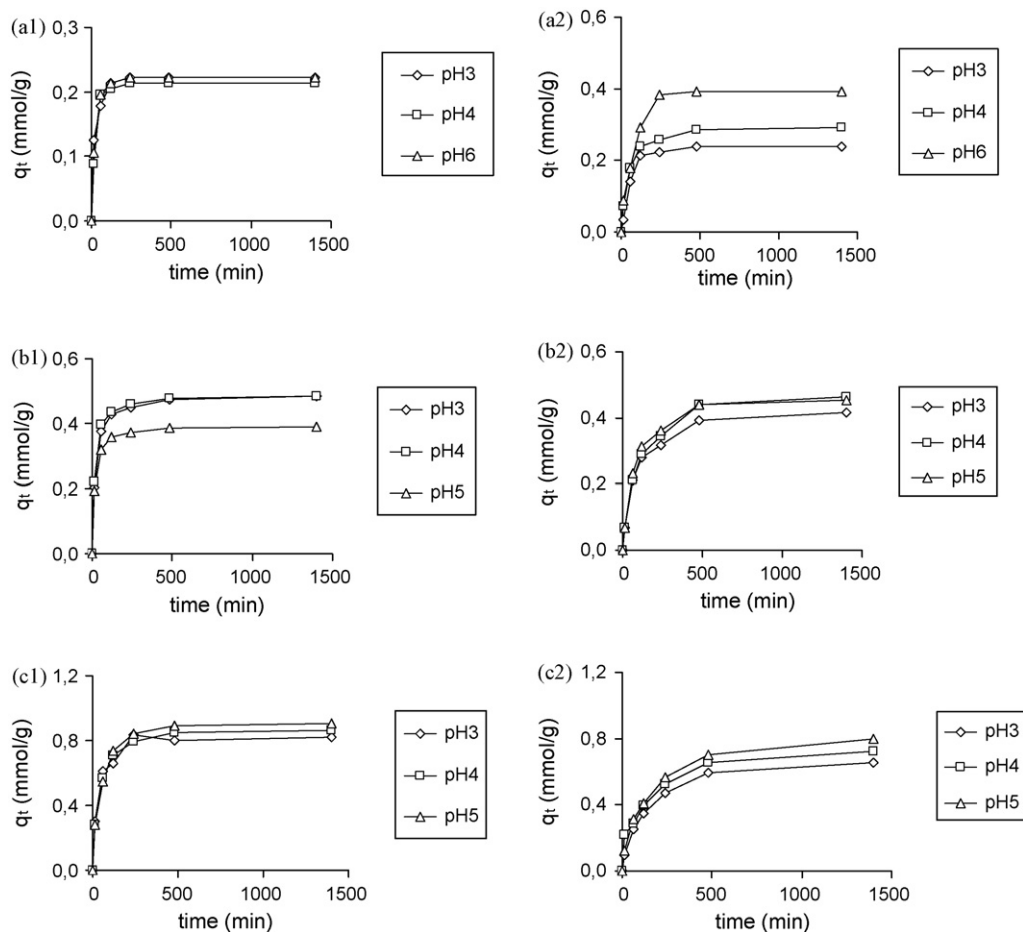 (a1)
qt (mmol/g)
0,3
0,2
0,1
0,0
0
500
1000
1500
time (min)
pH3
pH4
pH6
(a2)
qt (mmol/g)
0,6
0,4
0,2
0,0
0
500
1000
1500
time (min)
pH3
pH4
pH6
(b1)
qt (mmol/g)
0,6
0,4
0,2
0,0
0
500
1000
1500
time (min)
pH3
pH4
pH5
(b2)
qt (mmol/g)
0,6
0,4
0,2
0,0
0
500
1000
1500
time (min)
pH3
pH4
pH5
(c1)
qt (mmol/g)
1,2
0,8
0,4
0,0
0
500
1000
1500
time (min)
pH3
pH4
pH5
(c2)
qt (mmol/g)
1,2
0,8
0,4
0,0
0
500
1000
1500
time (min)
pH3
pH4
pH5